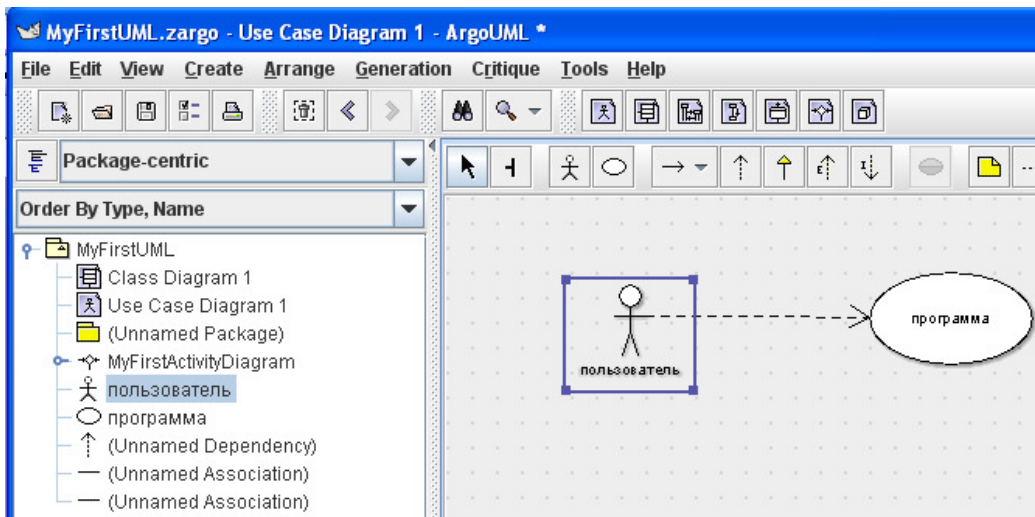 MyFirstUML.zargo - Use Case Diagram 1 - ArgoUML *
File Edit View Create Arrange Generation Critique Tools Help
Package-centric
Order By Type, Name
MyFirstUML
Class Diagram 1
Use Case Diagram 1
(Unnamed Package)
MyFirstActivityDiagram
пользователь
программа
(Unnamed Dependency)
(Unnamed Association)
(Unnamed Association)
пользователь
программа